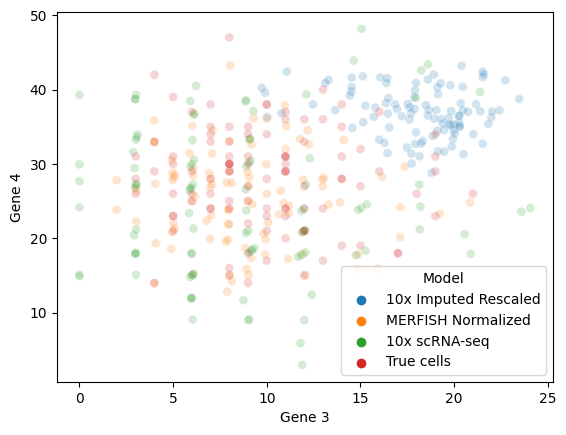 50
40
30
20
10
0
5
10
15
20
25
Gene 4
Gene 3
Model
10x Imputed Rescaled
MERFISH Normalized
10x scRNA-seq
True cells